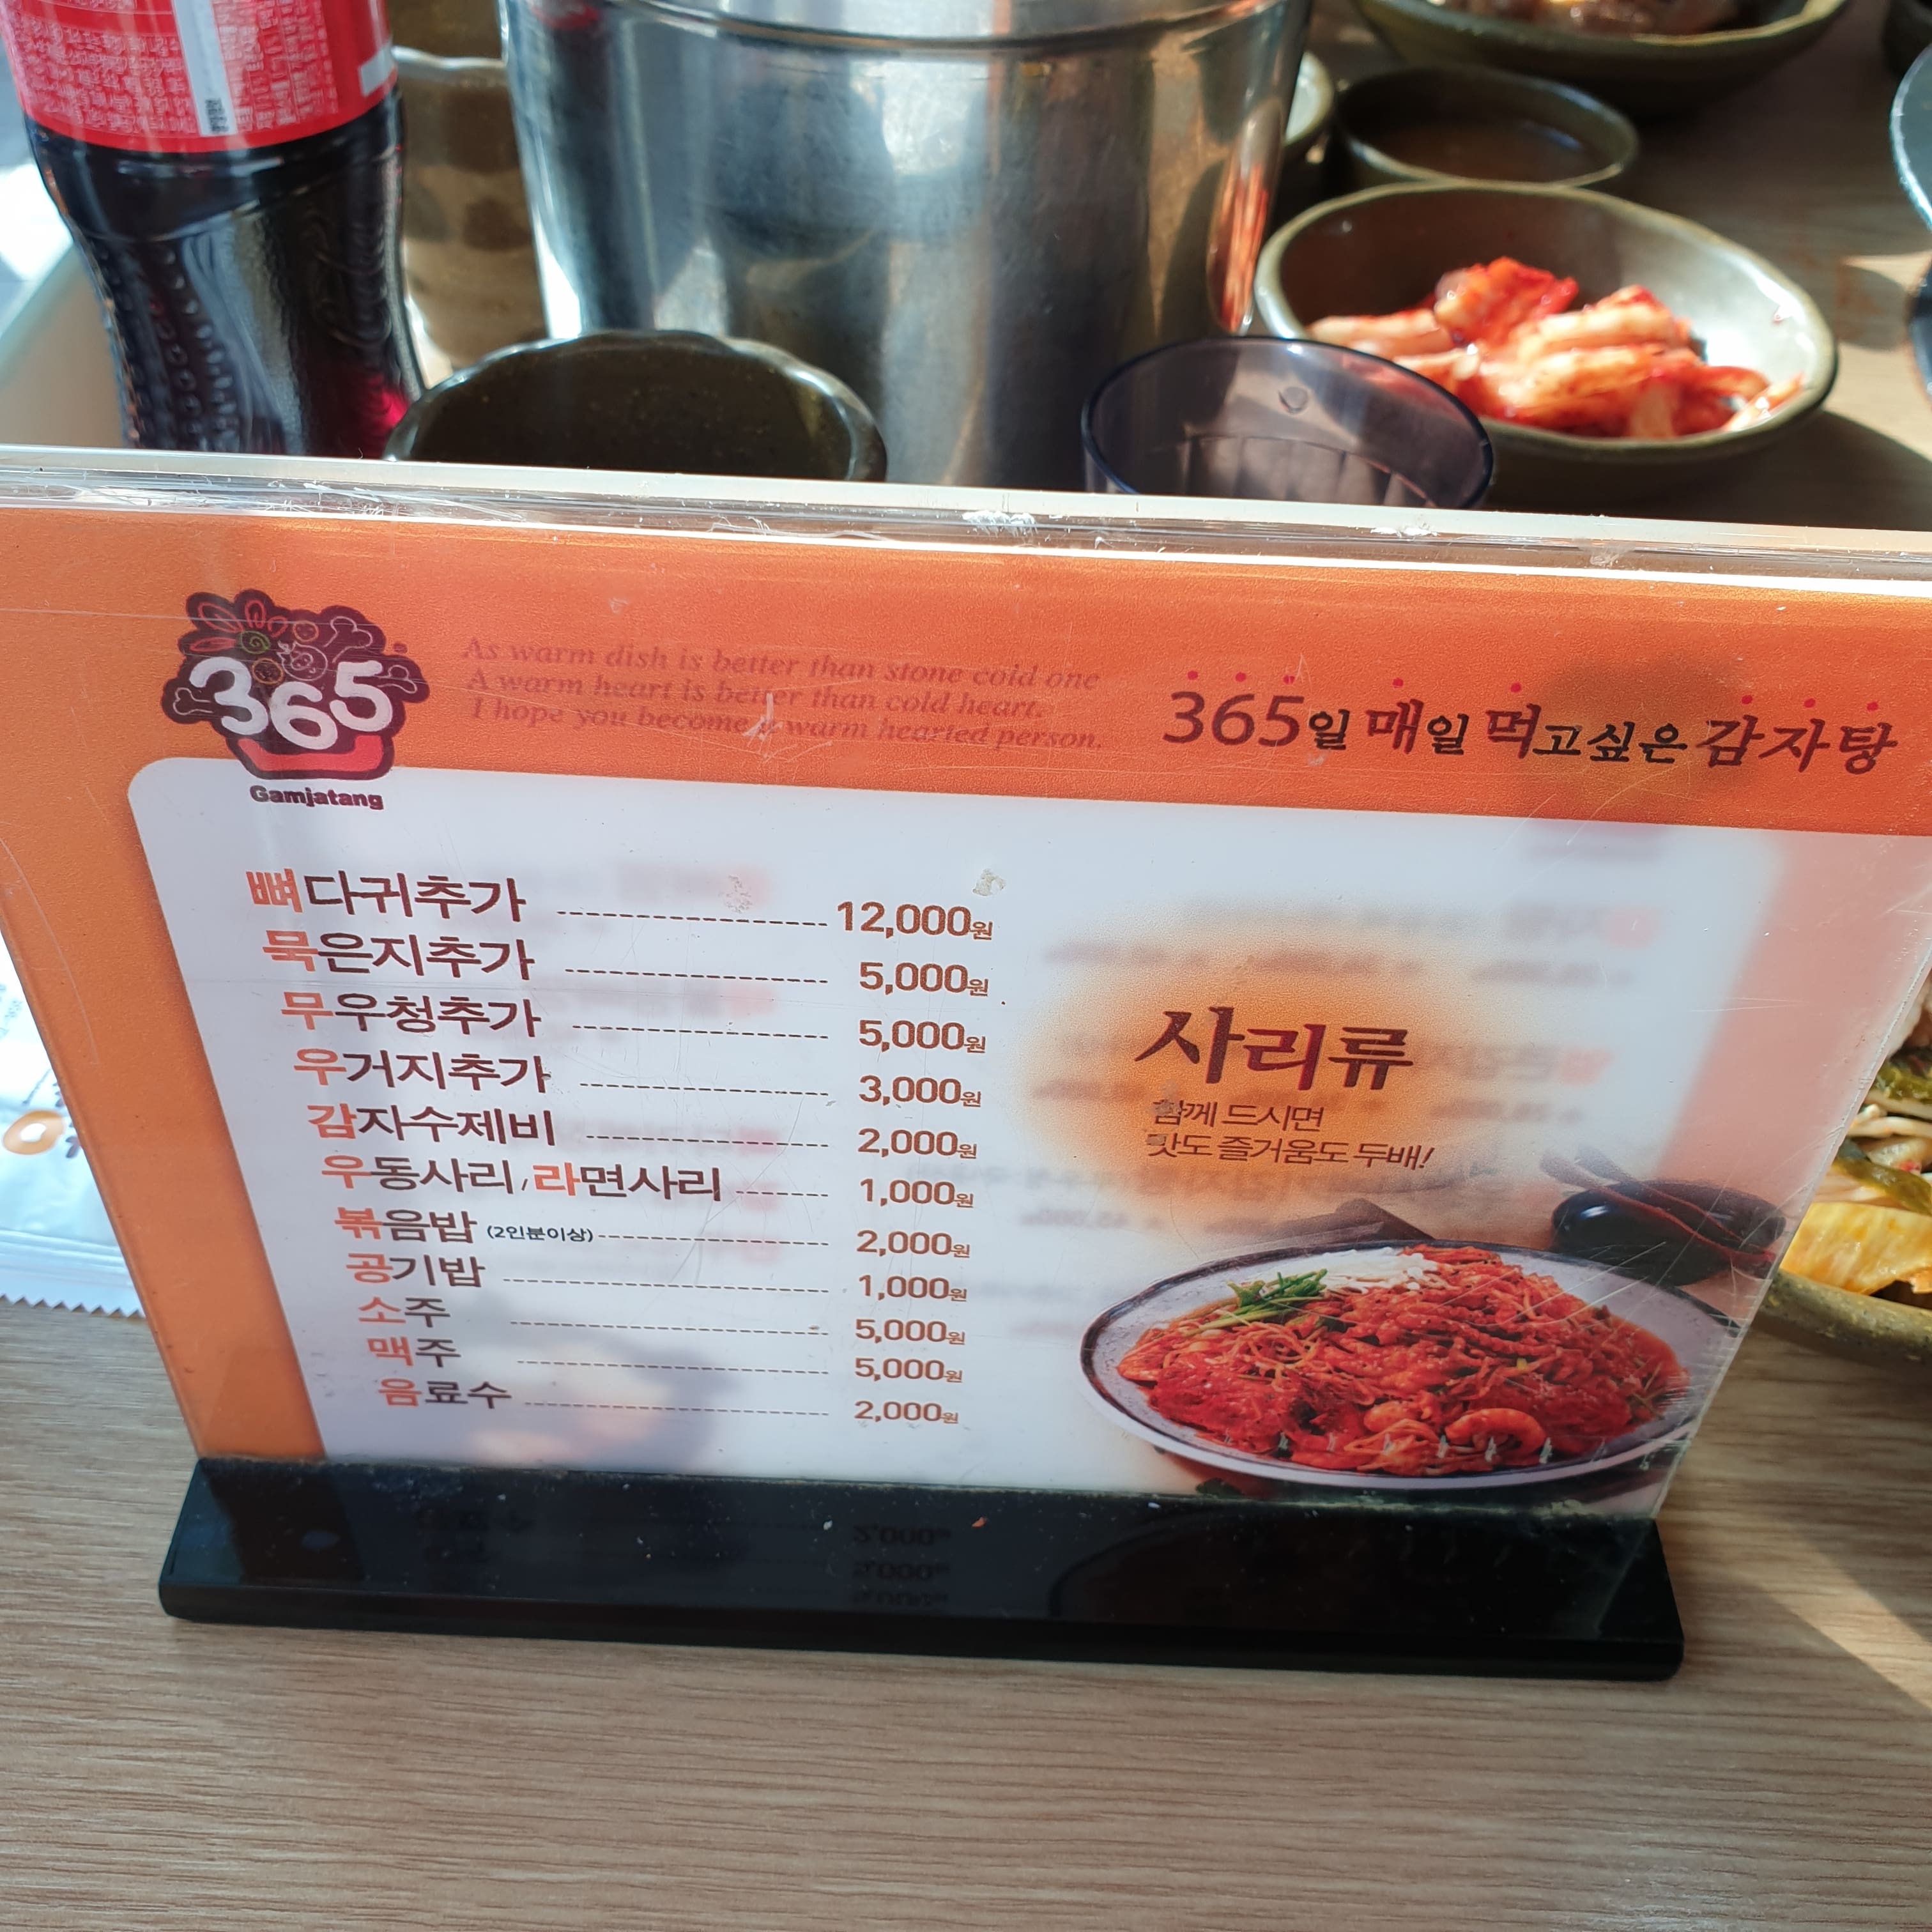 365
Gamjatang
As warm dish is better than stone cold one
A warm heart is better than cold heart.
I hope you become a warm hearted person.
365일 매일 먹고싶은 감자탕
뼈다귀추가 12,000원
묵은지추가 5,000원
무우청추가 5,000원
우거지추가 3,000원
감자수제비 2,000원
우동사리, 라면사리 1,000원
볶음밥 (2인분이상) 2,000원
공기밥 1,000원
소주 5,000원
맥주 5,000원
음료수 2,000원
사리류
함께 드시면
맛도 즐거움도 두배!